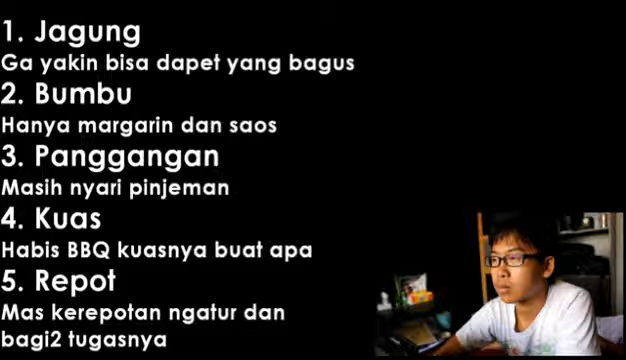 1. Jagung
Ga yakin bisa dapet yang bagus
2. Bumbu
Hanya margarin dan saos
3. Panggangan
Masih nyari pinjeman
4. Kuas
Habis BBQ kuasnya buat apa
5. Repot
Mas kerepotan ngatur dan
bagi2 tugasnya